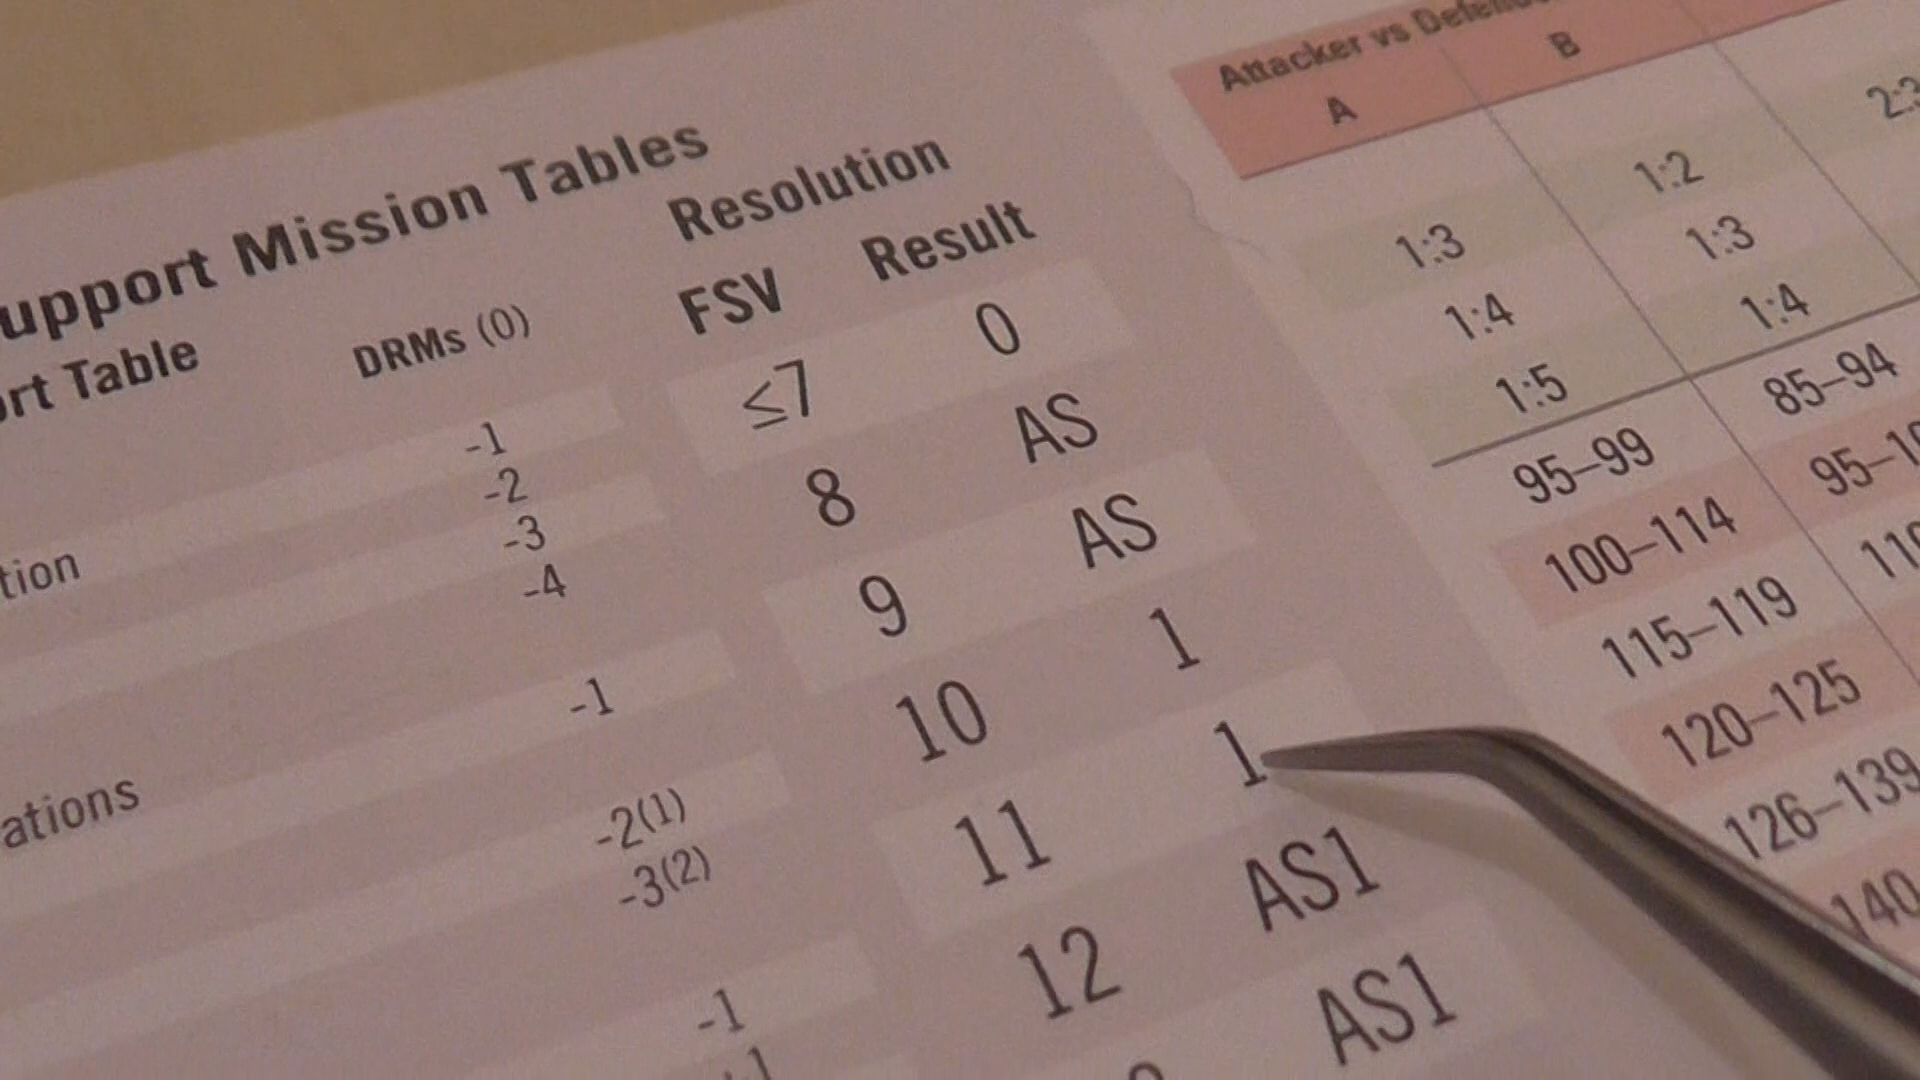 upport Mission Tables
rt Table
DRMs (0)
-1
-2
tion
-3
-4
-1
ations
-2(1)
-3(2)
-1
Resolution
FSV Result
≤7 0
8 AS
9 AS
10 1
11 1
12 AS1
AS1
Attacker vs
A B
1:3 1:2
1:4 1:3
1:5 1:4
95–99 85–94
100–114
115–119
120–125
126–139
140